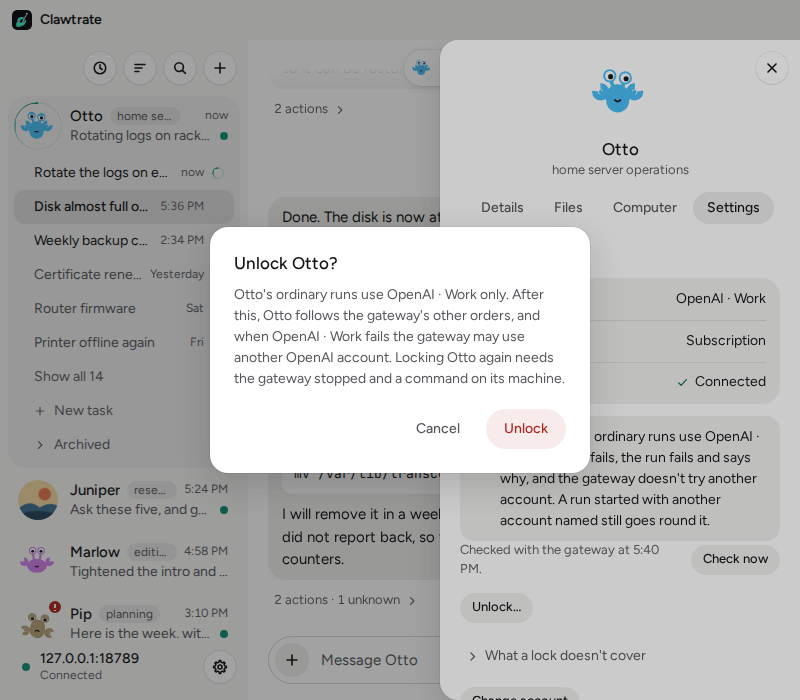 Clawtrate
Otto home se... now
Rotating logs on rack...
Rotate the logs on e... now
Disk almost full o... 5:36 PM
Weekly backup c... 2:34 PM
Certificate rene... Yesterday
Router firmware Sat
Printer offline again Fri
Show all 14
New task
Archived
Juniper rese... 5:24 PM
Ask these five, and g...
Marlow editi... 4:58 PM
Tightened the intro and ...
Pip planning 3:10 PM
Here is the week. wit...
127.0.0.1:18789
Connected
2 actions
Done. The disk is now at
I will remove it in a week
did not report back, so
counters.
2 actions · 1 unknown
Message Otto
Otto
home server operations
Details Files Computer Settings
OpenAI · Work
Subscription
Connected
ordinary runs use OpenAI ·
fails, the run fails and says
why, and the gateway doesn't try another
account. A run started with another
account named still goes round it.
Checked with the gateway at 5:40
PM.
Check now
Unlock...
What a lock doesn't cover
Change account
Unlock Otto?
Otto's ordinary runs use OpenAI · Work only. After
this, Otto follows the gateway's other orders, and
when OpenAI · Work fails the gateway may use
another OpenAI account. Locking Otto again needs
the gateway stopped and a command on its machine.
Cancel Unlock